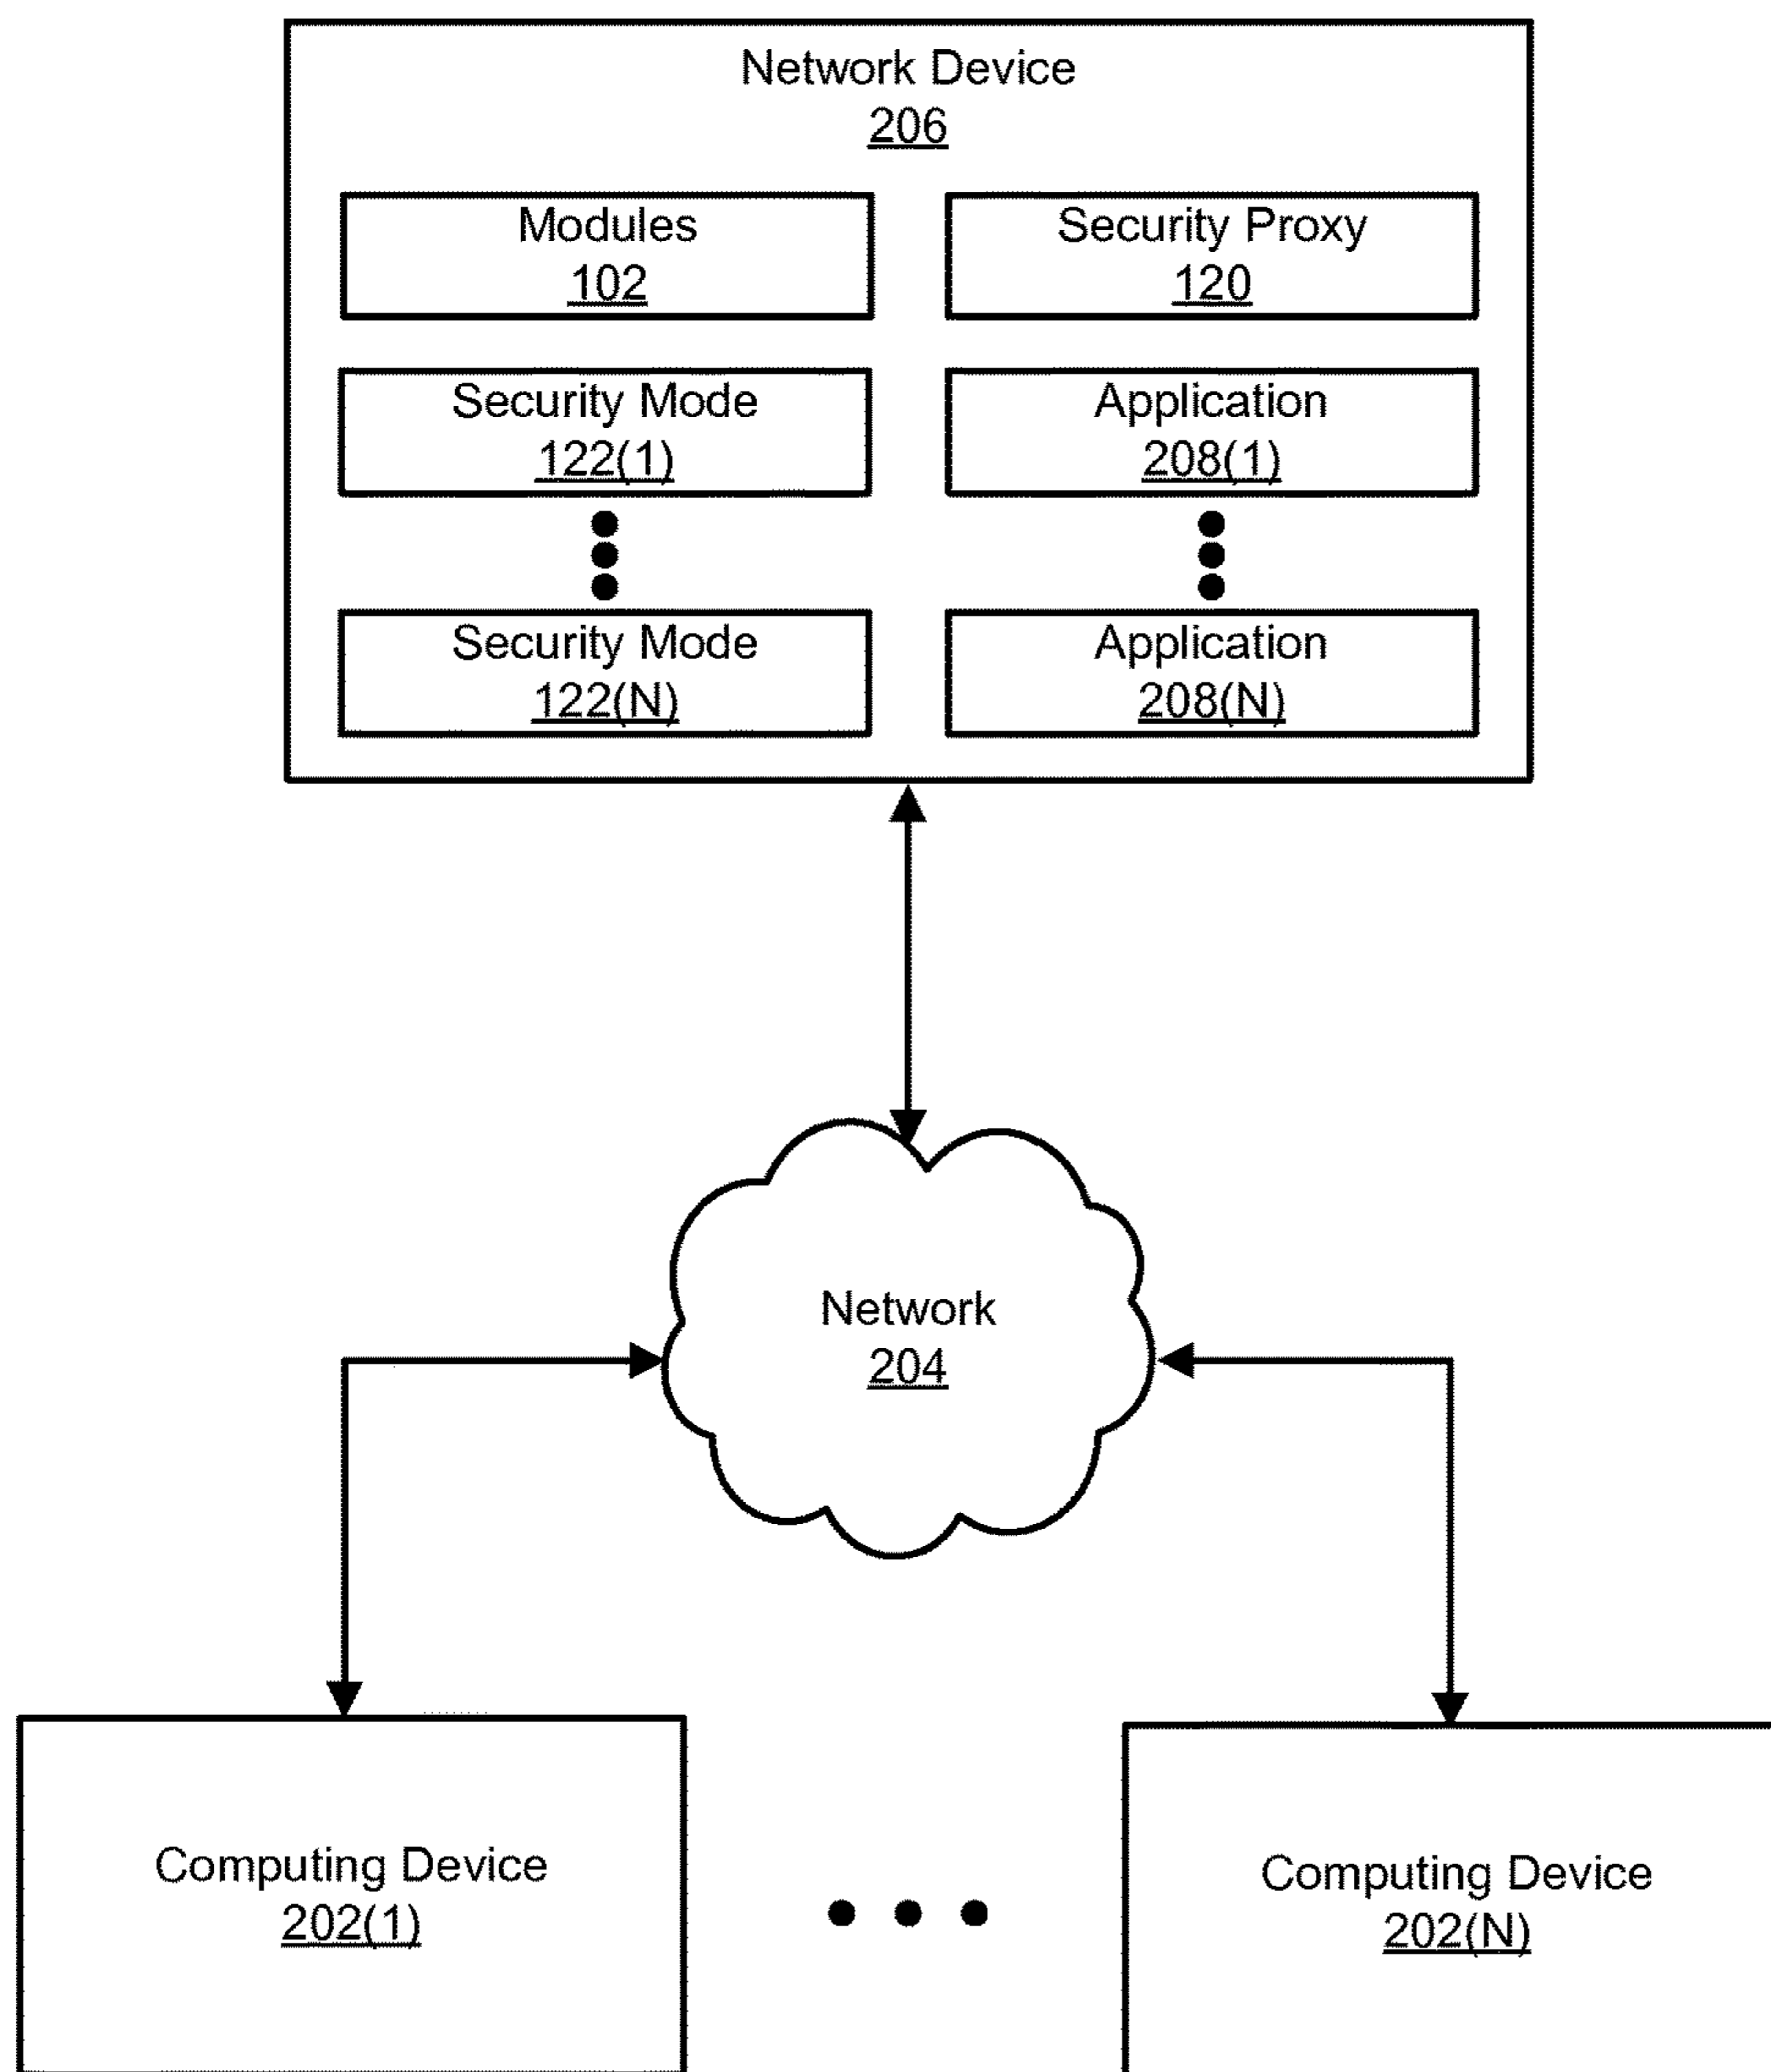 Network Device
206
Modules
102
Security Proxy
120
Security Mode
122(1)
Application
208(1)
Security Mode
122(N)
Application
208(N)
Network
204
Computing Device
202(1)
Computing Device
202(N)